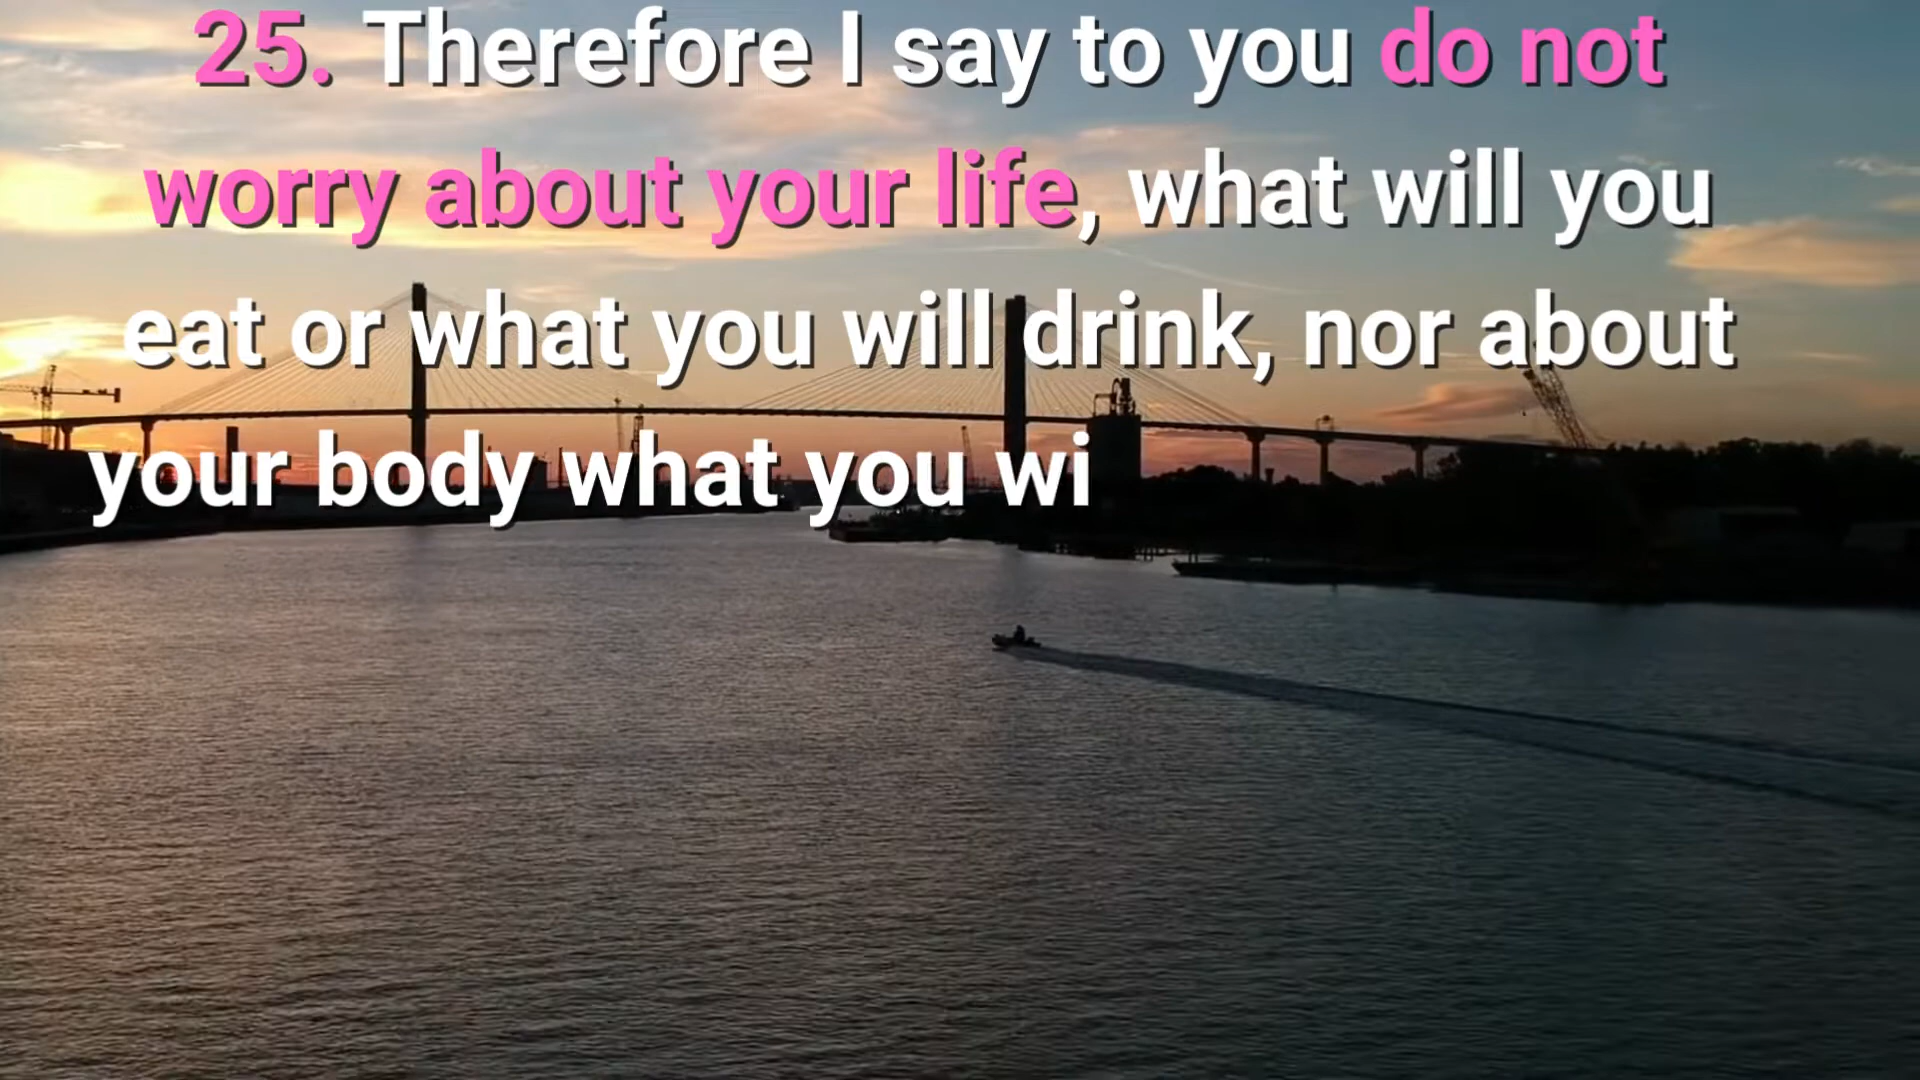 25. Therefore I say to you do not
worry about your life, what will you
eat or what you will drink, nor about
your body what you wi